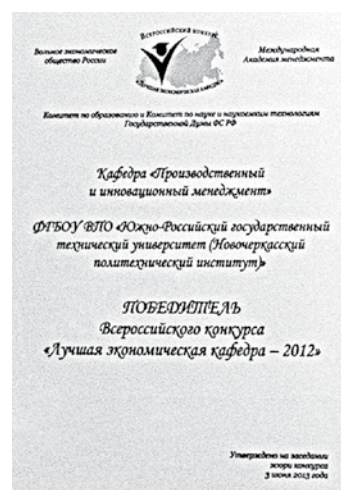 Всероссийский конкурс
Вольное экономическое
общество России
Международная
Академия менеджмента
«Лучшая экономическая кафедра»
Комитет по образованию и Комитет по науке и наукоемким технологиям
Государственной Думы ФС РФ
Кафедра «Производственный
и инновационный менеджмент»
ФГБОУ ВПО «Южно-Российский государственный
технический университет (Новочеркасский
политехнический институт)»
ПОБЕДИТЕЛЬ
Всероссийского конкурса
«Лучшая экономическая кафедра – 2012»
Утверждено на заседании
жюри конкурса
3 июня 2013 года